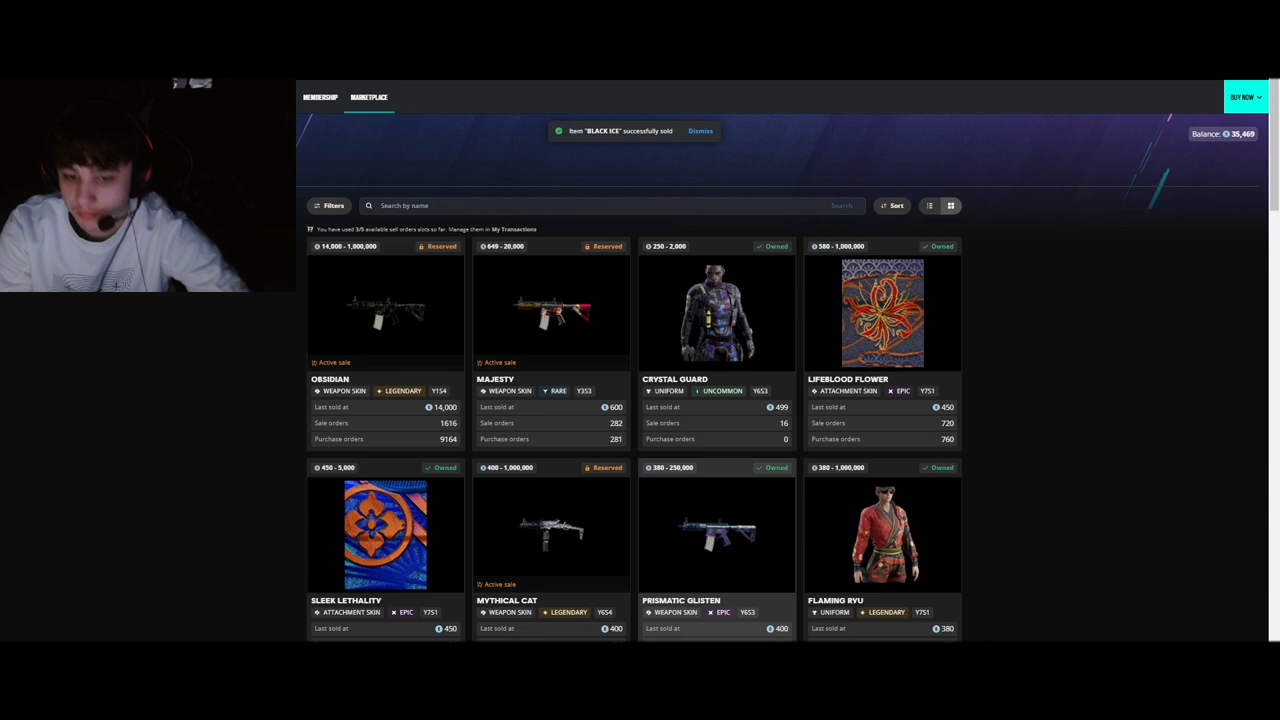 MEMBERSHIP MARKETPLACE BUY NOW
Item "BLACK ICE" successfully sold Dismiss
Balance: 35,469
Filters Search by name Search Sort
You have used 3/5 available sell orders slots so far. Manage them in My Transactions
14,000 - 1,000,000 Reserved
649 - 20,000 Reserved
250 - 2,000 Owned
580 - 1,000,000 Owned
Active sale
Active sale
OBSIDIAN
WEAPON SKIN LEGENDARY Y1S4
Last sold at 14,000
Sale orders 1616
Purchase orders 9164
MAJESTY
WEAPON SKIN RARE Y3S3
Last sold at 600
Sale orders 282
Purchase orders 281
CRYSTAL GUARD
UNIFORM UNCOMMON Y6S3
Last sold at 499
Sale orders 16
Purchase orders 0
LIFEBLOOD FLOWER
ATTACHMENT SKIN EPIC Y7S1
Last sold at 450
Sale orders 720
Purchase orders 760
450 - 5,000 Owned
400 - 1,000,000 Reserved
380 - 250,000 Owned
380 - 1,000,000 Owned
Active sale
SLEEK LETHALITY
ATTACHMENT SKIN EPIC Y7S1
Last sold at 450
MYTHICAL CAT
WEAPON SKIN LEGENDARY Y6S4
Last sold at 400
PRISMATIC GLISTEN
WEAPON SKIN EPIC Y6S3
Last sold at 400
FLAMING RYU
UNIFORM LEGENDARY Y7S1
Last sold at 380